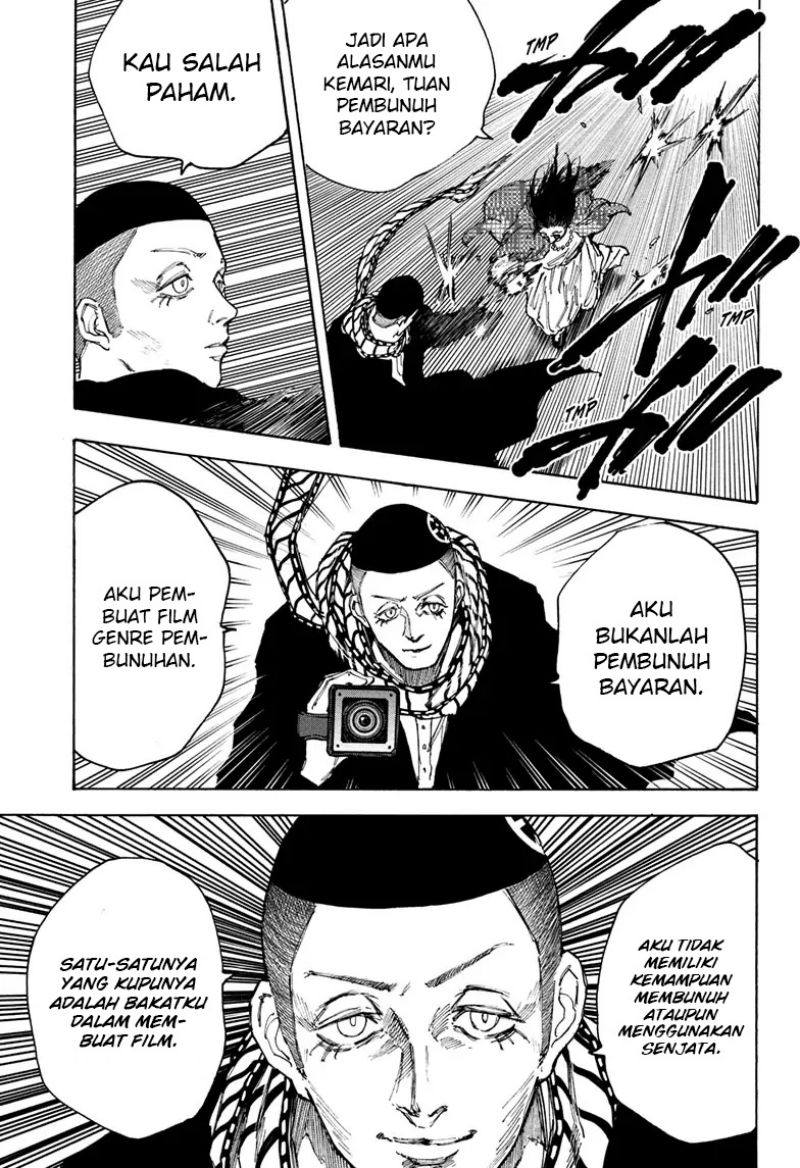 JADI APA
ALASANMU
KEMARI, TUAN
PEMBUNUH
BAYARAN?
TMP
TMP
TMP
KAU SALAH
PAHAM.
AKU
BUKANLAH
PEMBUNUH
BAYARAN.
AKU PEM-
BUAT FILM
GENRE PEM-
BUNUHAN.
AKU TIDAK
MEMILIKI
KEMAMPUAN
MEMBUNUH
ATAUPUN
MENGGUNAKAN
SENJATA.
SATU-SATUNYA
YANG KUPUNYA
ADALAH BAKATKU
DALAM MEM-
BUAT FILM.